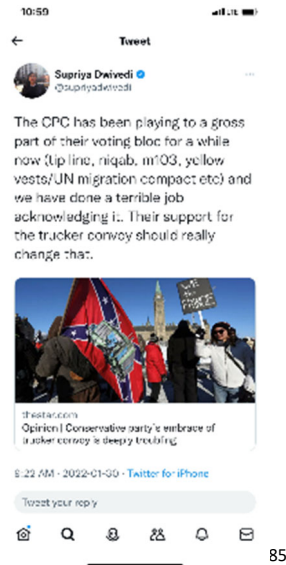 10:59
LTE
Tweet
Supriya Dwivedi
@supriyadwivedi
The CPC has been playing to a gross
part of their voting bloc for a while
now (tip line, niqab, m103, yellow
vests/UN migration compact etc) and
we have done a terrible job
acknowledging it. Their support for
the trucker convoy should really
change that.
thestar.com
Opinion | Conservative party's embrace of
trucker convoy is deeply troubling
9:22 AM · 2022-01-30 · Twitter for iPhone
Tweet your reply
85